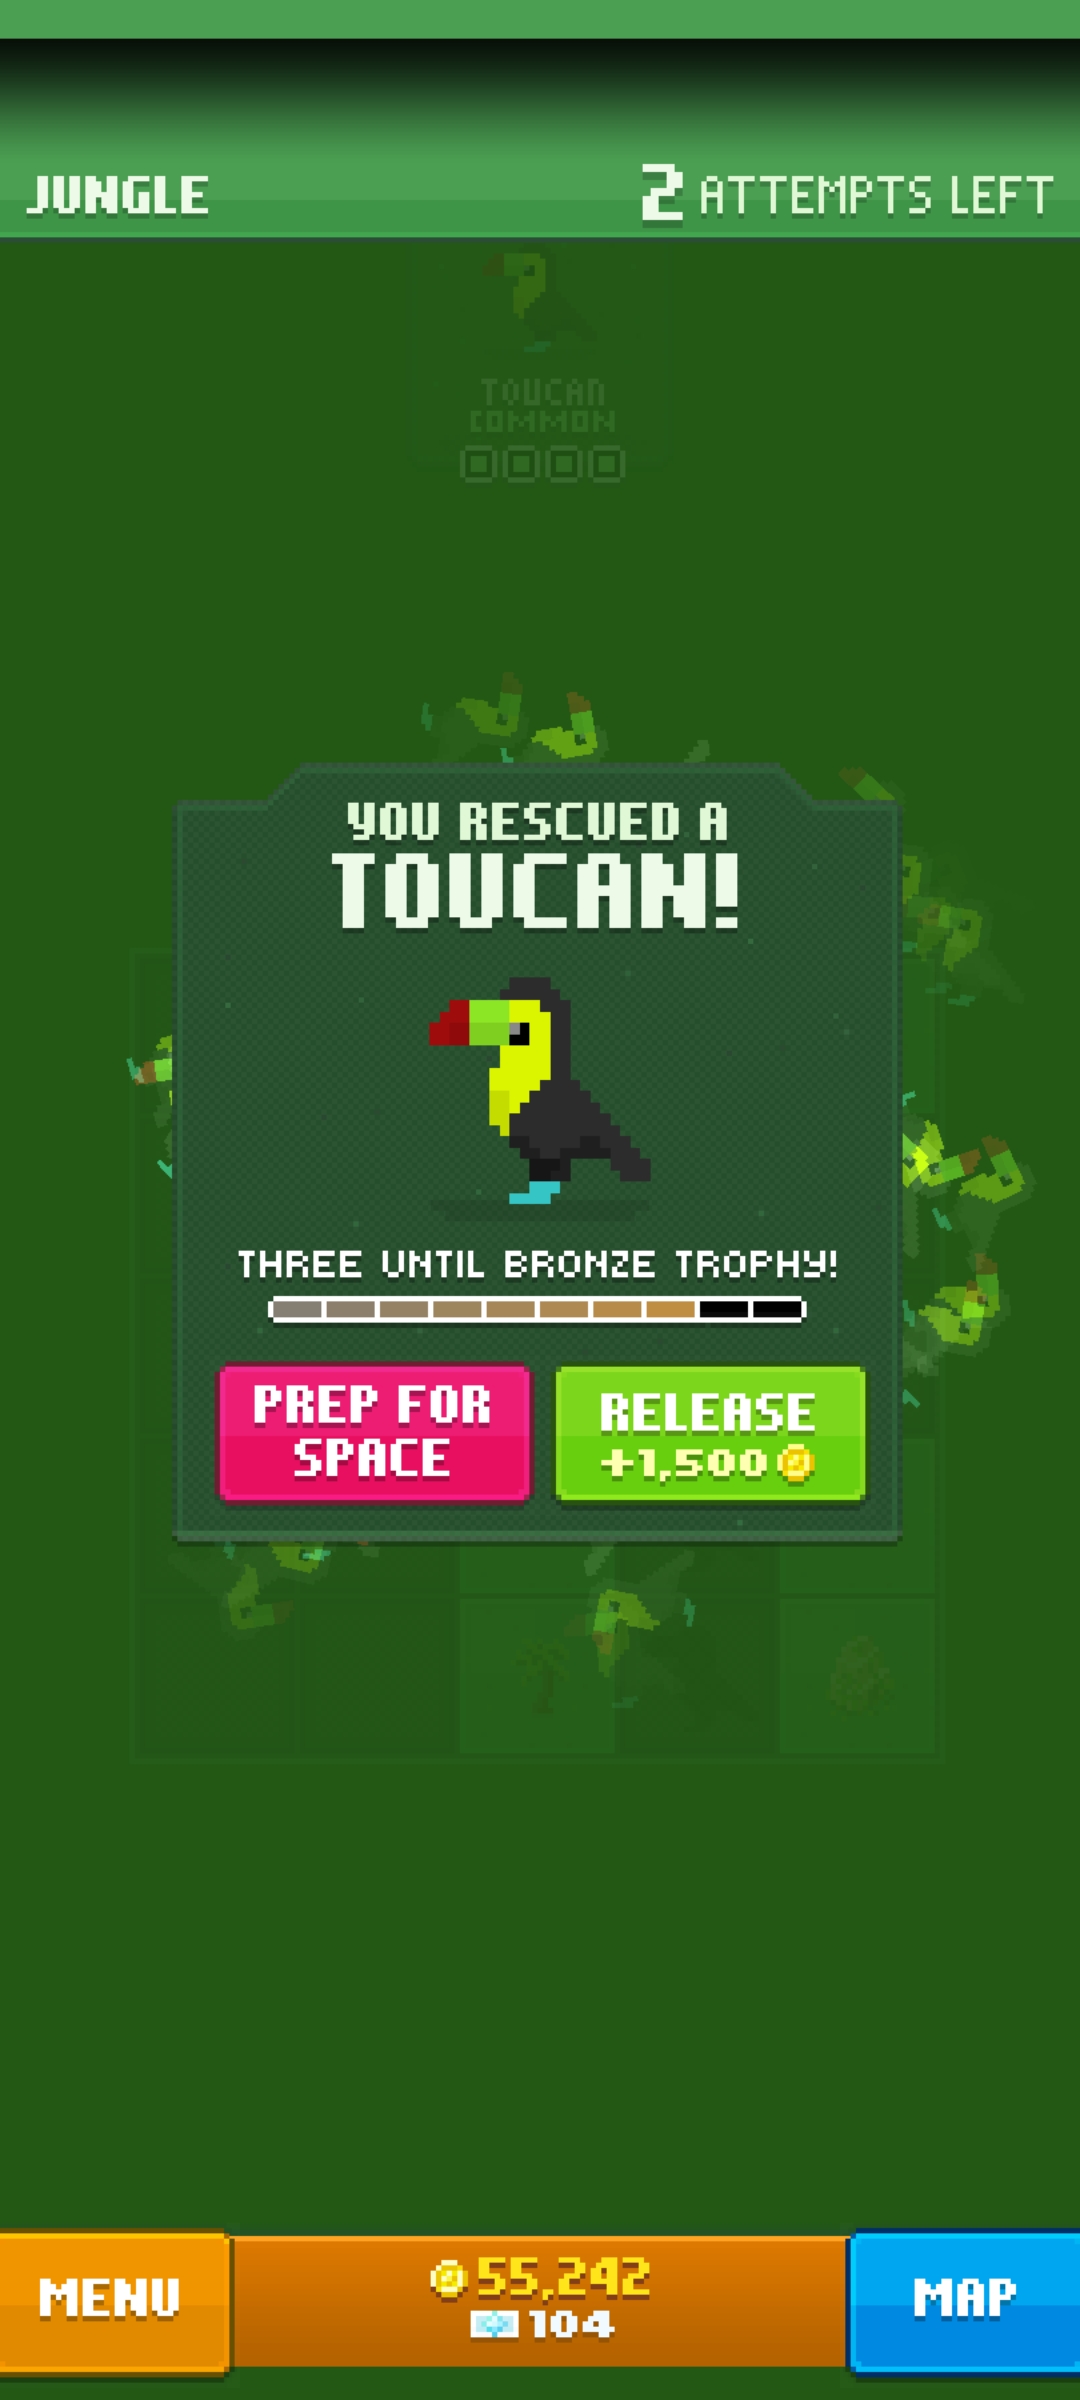 JUNGLE
2 ATTEMPTS LEFT
TOUCAN
COMMON
YOU RESCUED A
TOUCAN!
THREE UNTIL BRONZE TROPHY!
PREP FOR
SPACE
RELEASE
+1,500
MENU
55,242
104
MAP